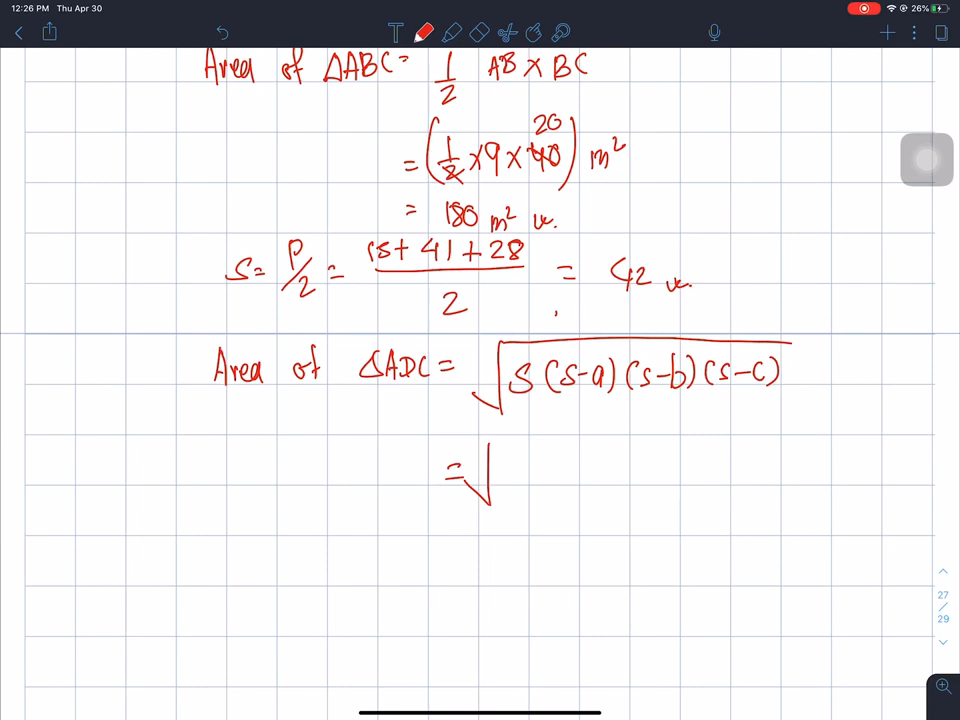 12:26 PM Thu Apr 30
26%
Area of ΔABC = 1/2 AB × BC
= (1/2 × 9 × 40 20) m²
= 180 m²
S = P/2 = (15 + 41 + 28)/2 = 42
Area of ΔADC = √(S (S-a) (s-b) (s-c))
= √
27
/
29